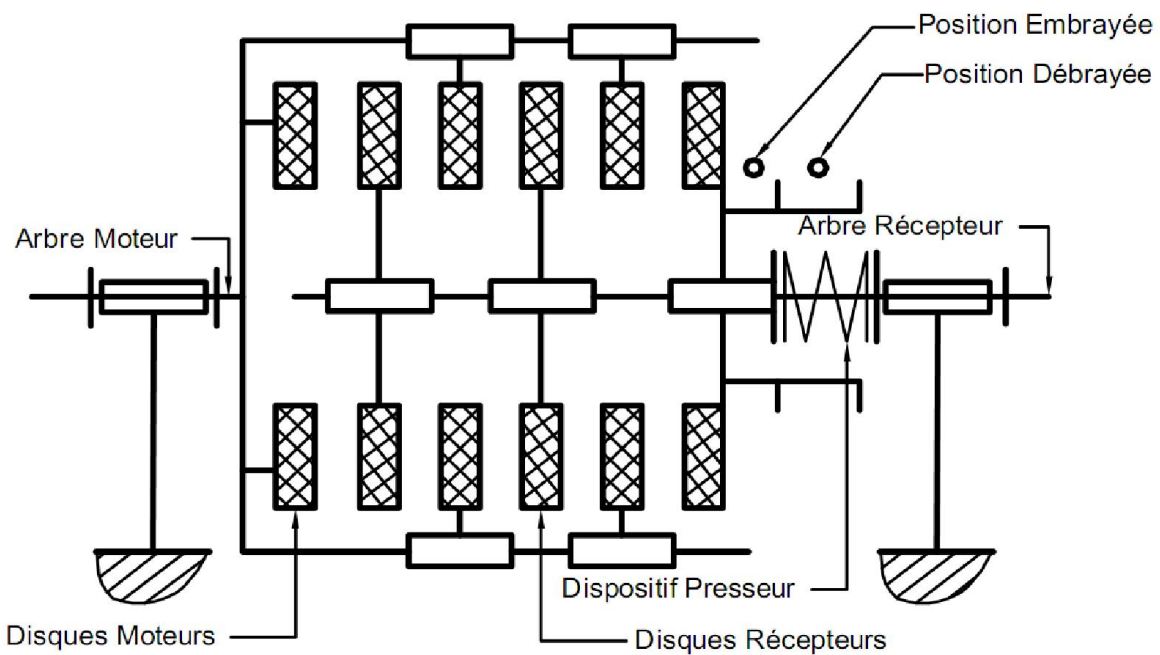 Position Embrayée
Position Débrayée
Arbre Moteur
Arbre Récepteur
Dispositif Presseur
Disques Moteurs
Disques Récepteurs